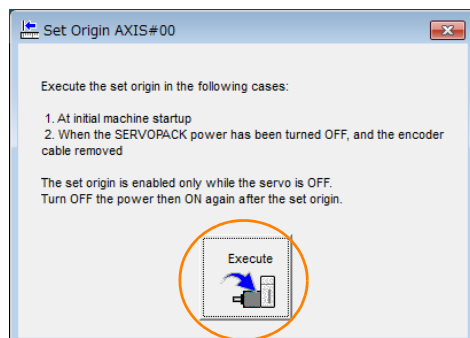 Set Origin AXIS#00
Execute the set origin in the following cases:
1. At initial machine startup
2. When the SERVOPACK power has been turned OFF, and the encoder
cable removed
The set origin is enabled only while the servo is OFF.
Turn OFF the power then ON again after the set origin.
Execute